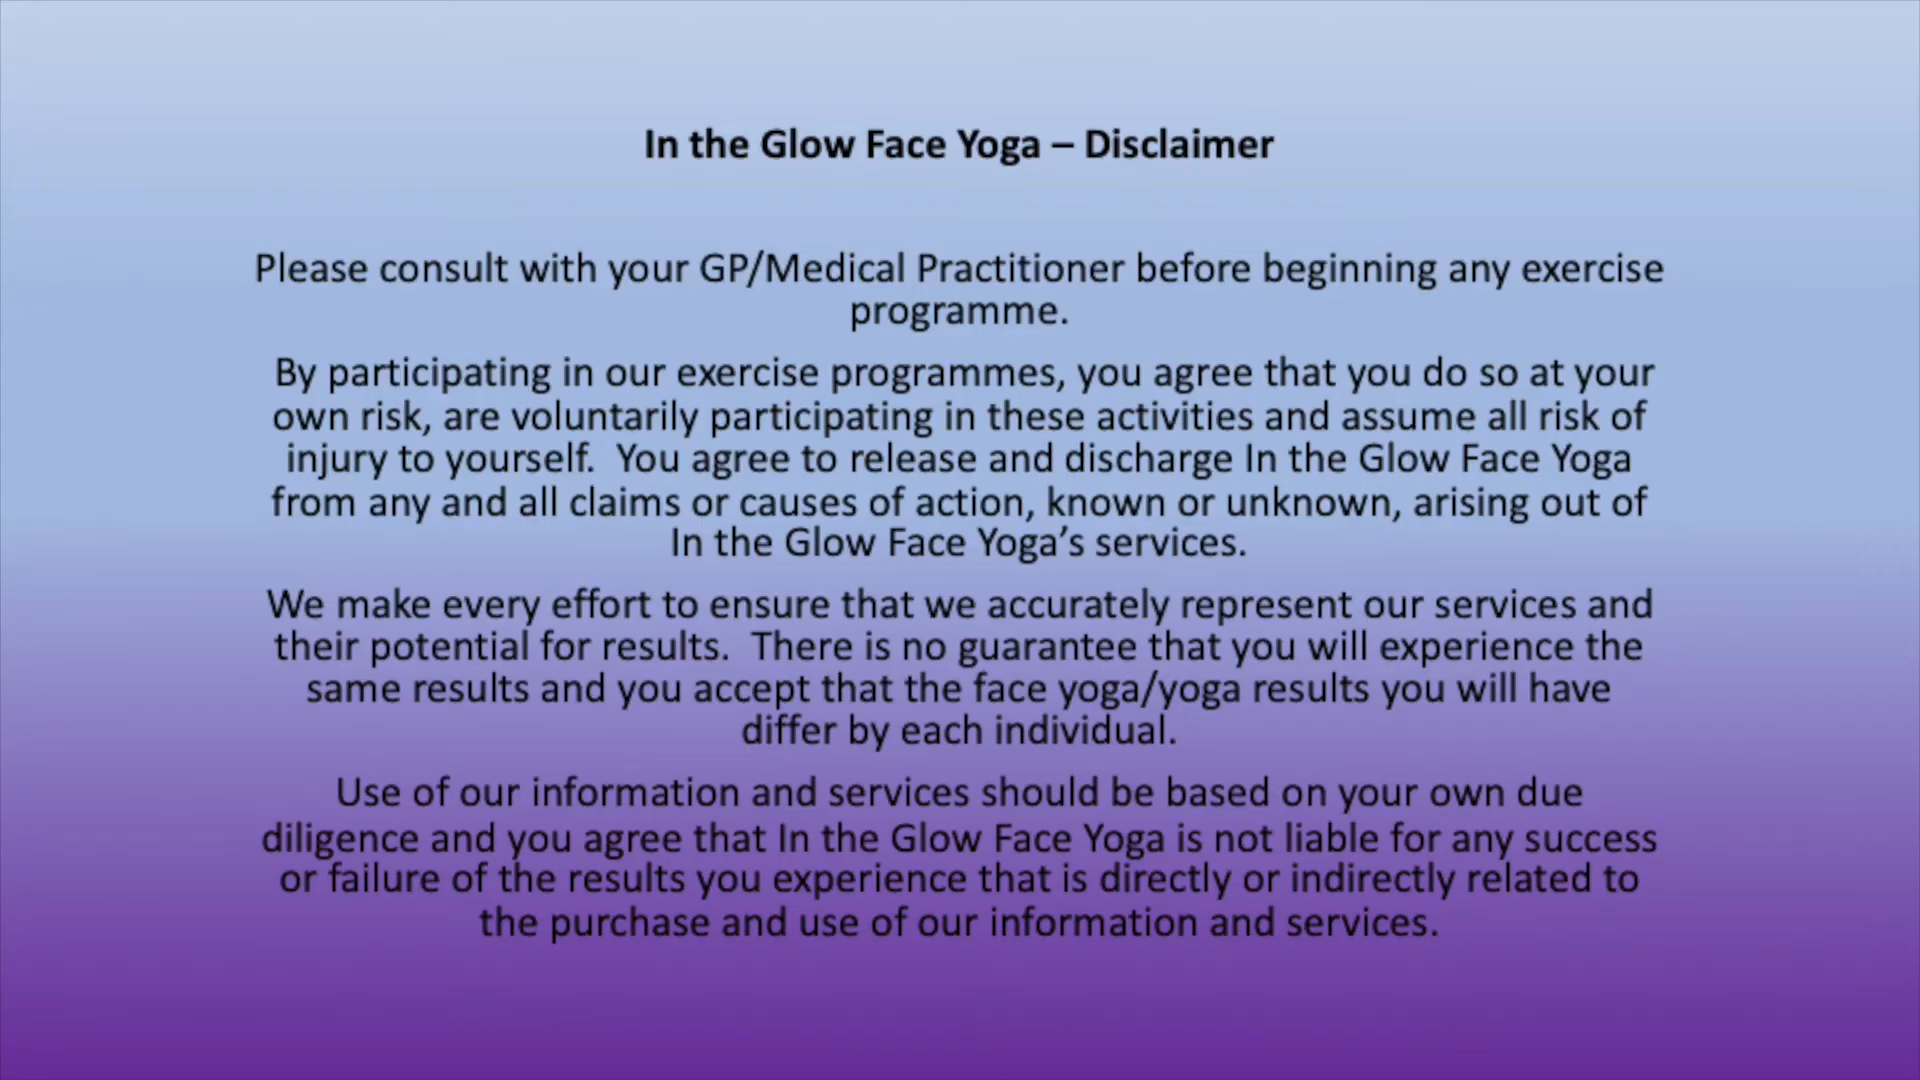 In the Glow Face Yoga – Disclaimer
Please consult with your GP/Medical Practitioner before beginning any exercise
programme.
By participating in our exercise programmes, you agree that you do so at your
own risk, are voluntarily participating in these activities and assume all risk of
injury to yourself.  You agree to release and discharge In the Glow Face Yoga
from any and all claims or causes of action, known or unknown, arising out of
In the Glow Face Yoga’s services.
We make every effort to ensure that we accurately represent our services and
their potential for results.  There is no guarantee that you will experience the
same results and you accept that the face yoga/yoga results you will have
differ by each individual.
Use of our information and services should be based on your own due
diligence and you agree that In the Glow Face Yoga is not liable for any success
or failure of the results you experience that is directly or indirectly related to
the purchase and use of our information and services.